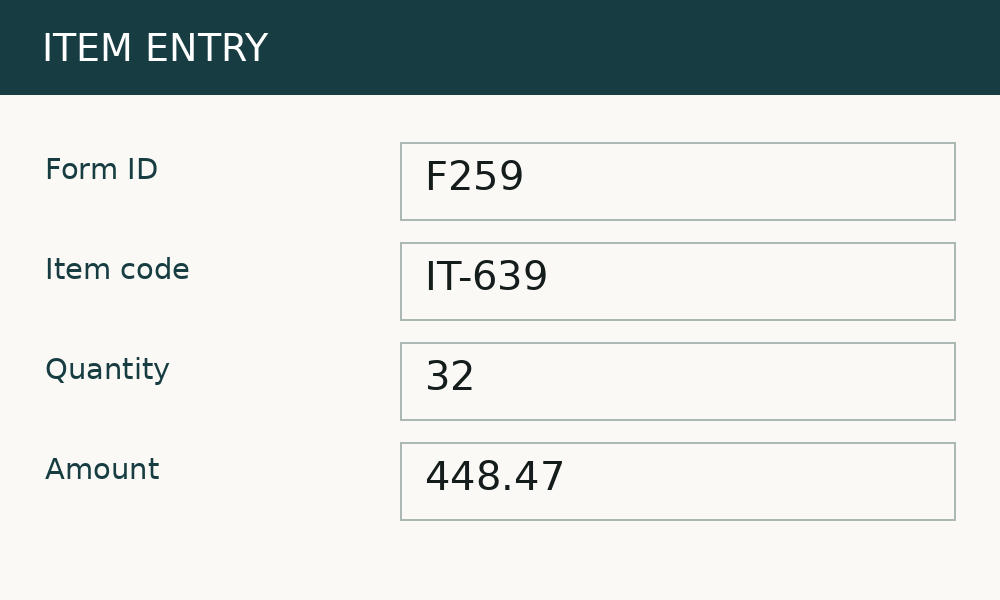 ITEM ENTRY
Form ID F259
Item code IT-639
Quantity 32
Amount 448.47